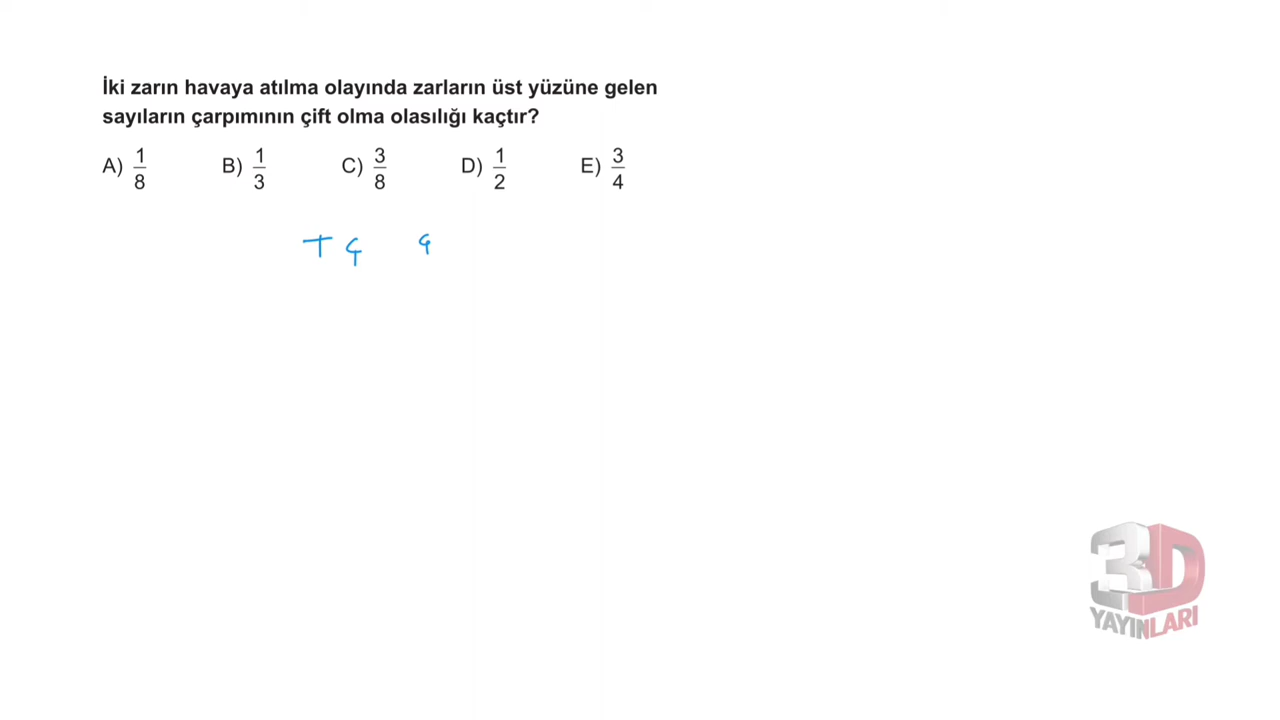 İki zarın havaya atılma olayında zarların üst yüzüne gelen
sayıların çarpımının çift olma olasılığı kaçtır?
A) 1/8 B) 1/3 C) 3/8 D) 1/2 E) 3/4
T Ç Ç
3D
YAYINLARI